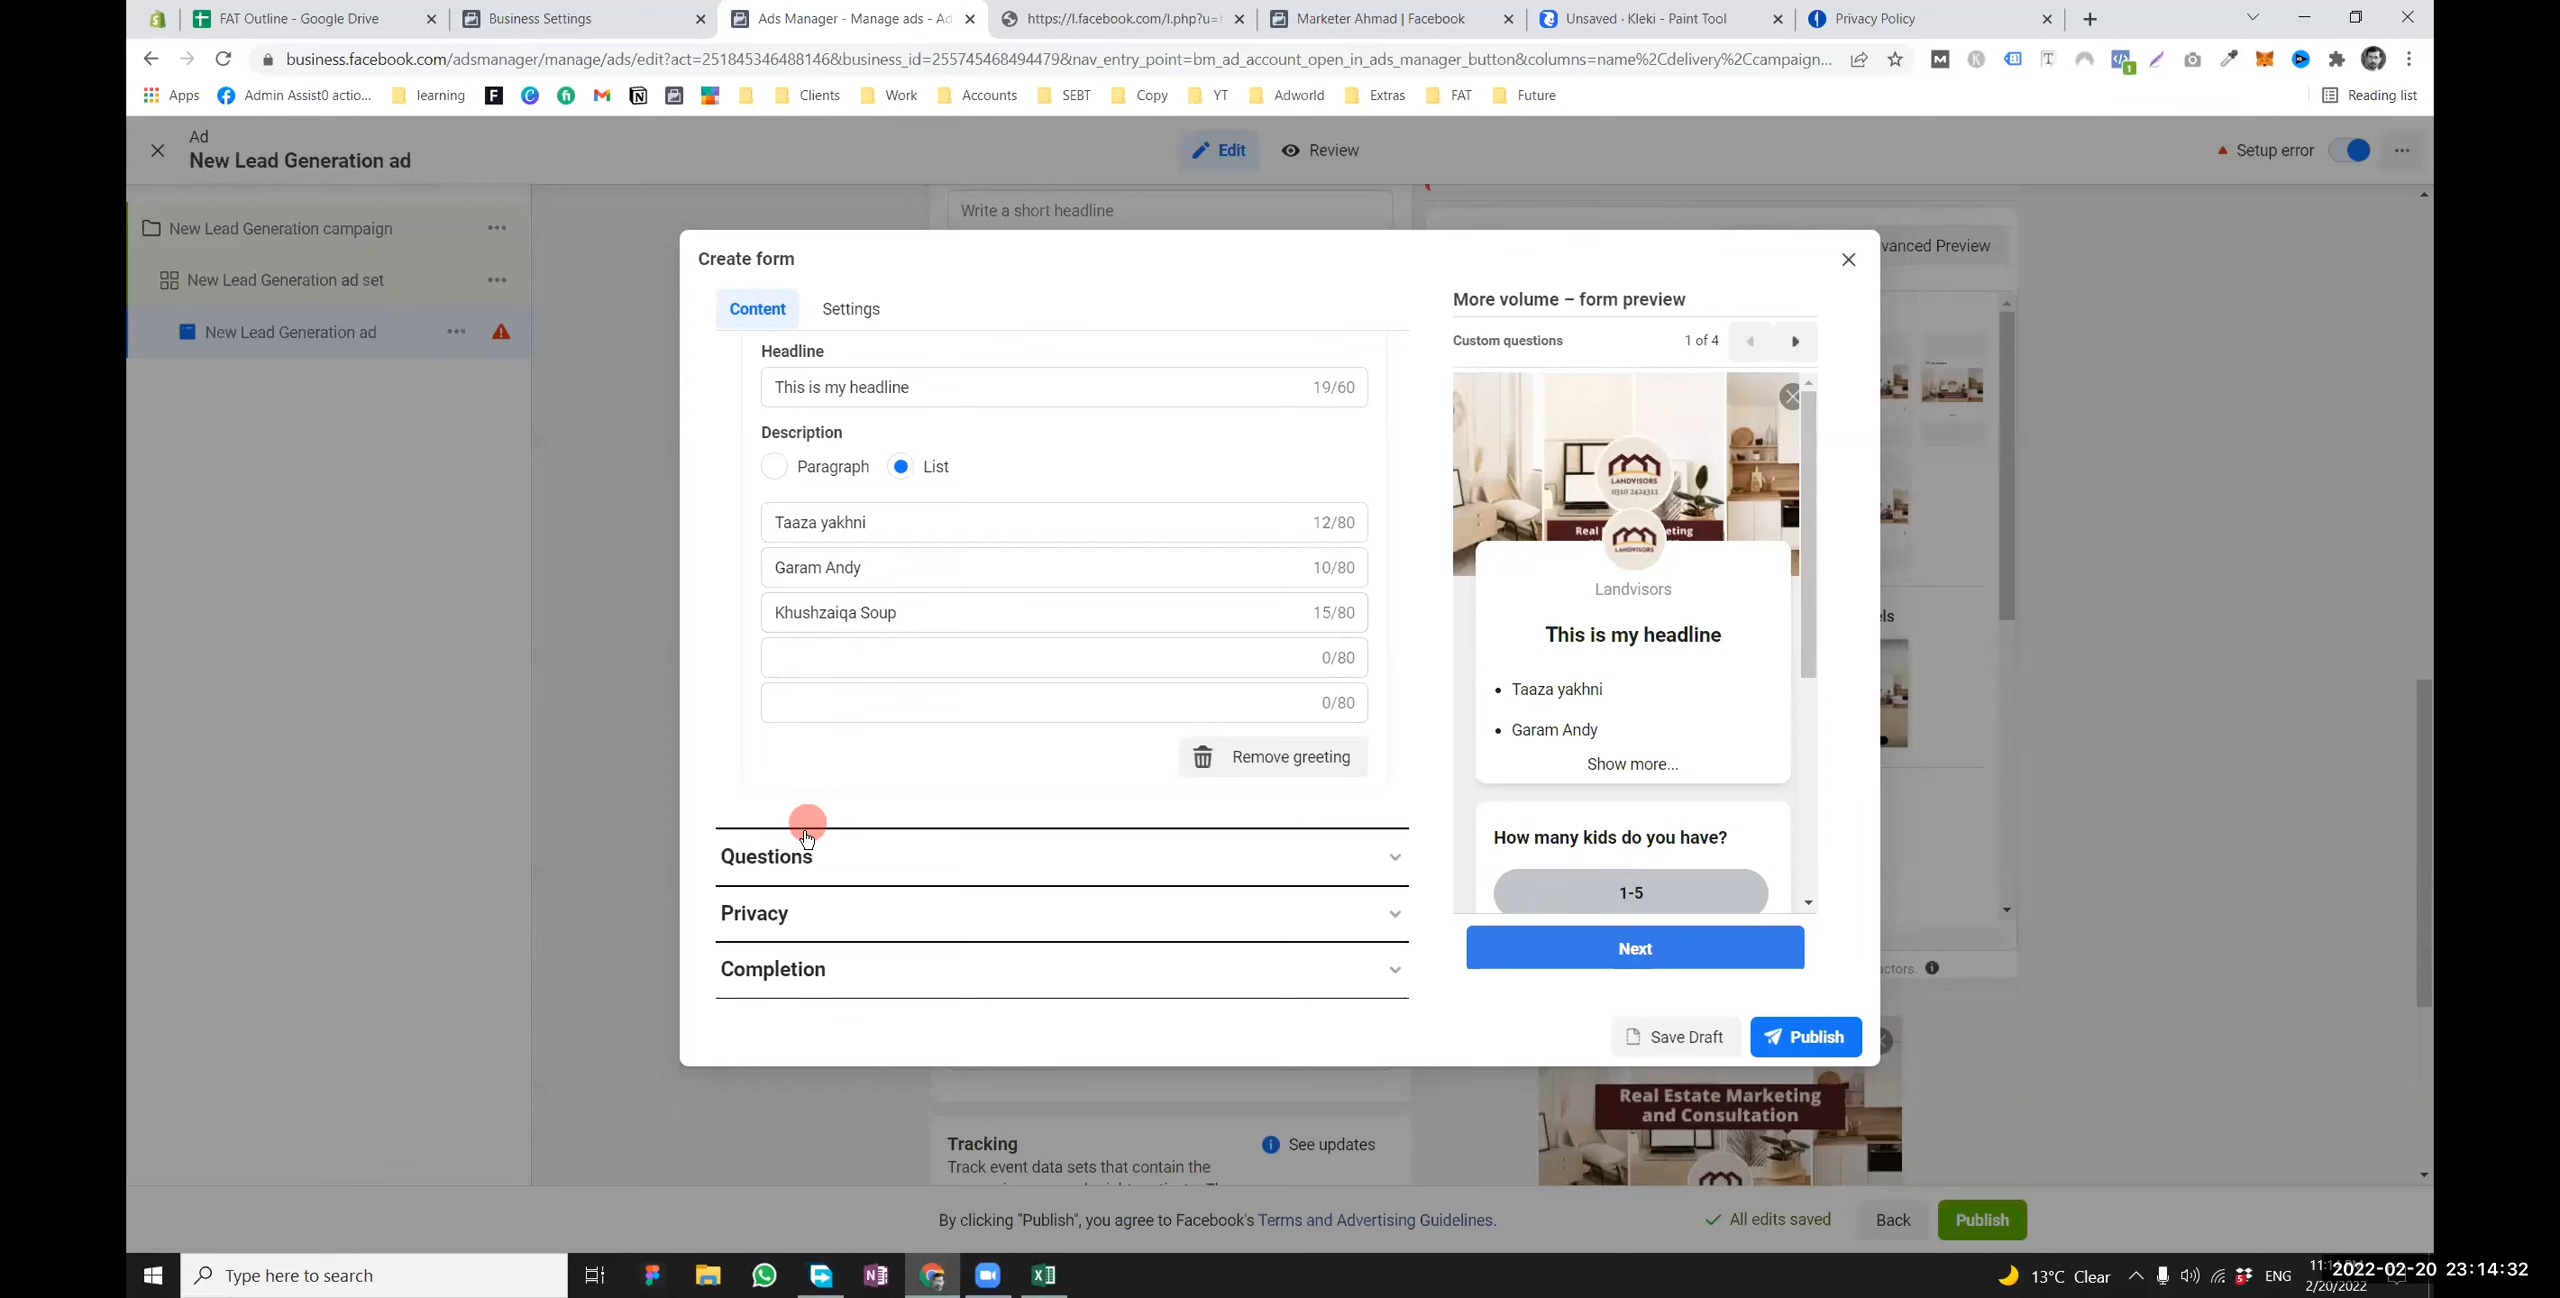 FAT Outline - Google Drive
Business Settings
Ads Manager - Manage ads - Ad
https://l.facebook.com/l.php?u=
Marketer Ahmad | Facebook
Unsaved · Kleki - Paint Tool
Privacy Policy
business.facebook.com/adsmanager/manage/ads/edit?act=251845346488146&business_id=255745468494479&nav_entry_point=bm_ad_account_open_in_ads_manager_button&columns=name%2Cdelivery%2Ccampaign...
Apps
Admin Assist0 actio...
learning
Clients
Work
Accounts
SEBT
Copy
YT
Adworld
Extras
FAT
Future
Reading list
Ad
New Lead Generation ad
Edit
Review
Setup error
New Lead Generation campaign
New Lead Generation ad set
New Lead Generation ad
Write a short headline
vanced Preview
Create form
Content
Settings
Headline
This is my headline 19/60
Description
Paragraph
List
Taaza yakhni 12/80
Garam Andy 10/80
Khushzaiqa Soup 15/80
0/80
0/80
Remove greeting
Questions
Privacy
Completion
More volume – form preview
Custom questions
1 of 4
LANDVISORS
0310 2424311
Real Estate Marketing
LANDVISORS
Landvisors
This is my headline
• Taaza yakhni
• Garam Andy
Show more...
How many kids do you have?
1-5
Next
Save Draft
Publish
els
actors.
Real Estate Marketing
and Consultation
Tracking
See updates
Track event data sets that contain the
By clicking "Publish", you agree to Facebook's Terms and Advertising Guidelines.
All edits saved
Back
Publish
Type here to search
13°C Clear
ENG
2/20/2022
2022-02-20 23:14:32